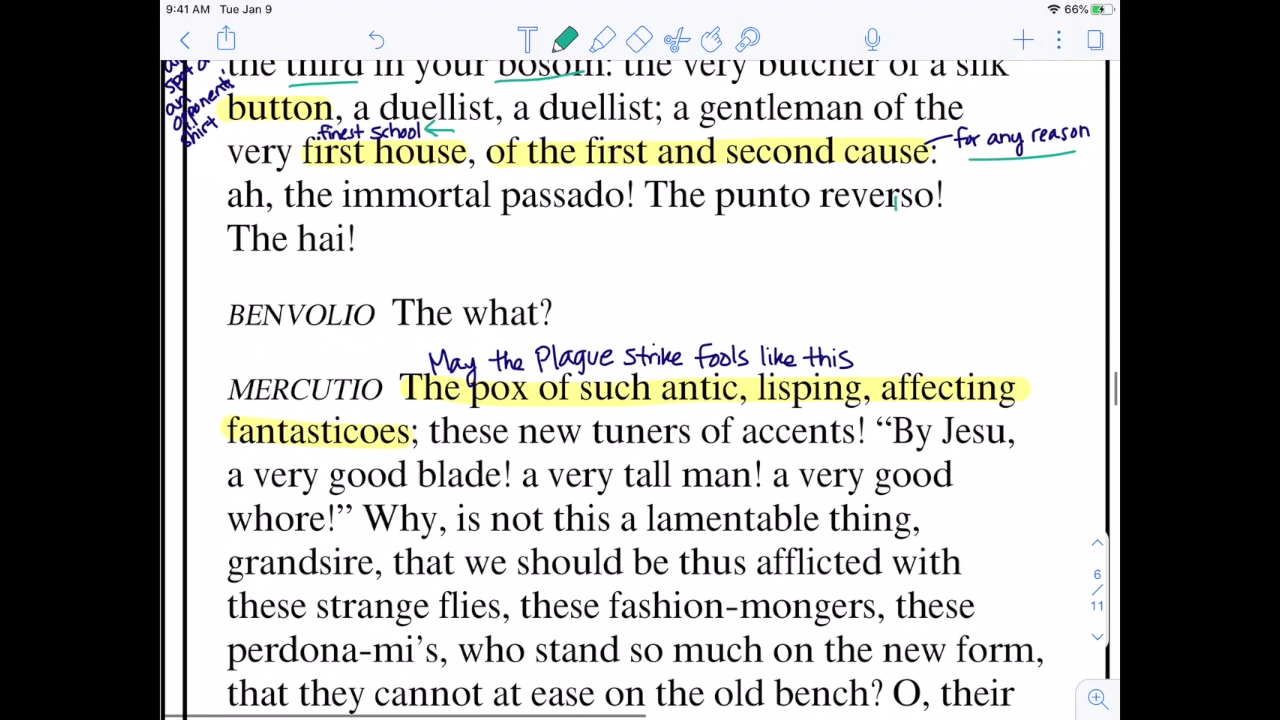 9:41 AM Tue Jan 9
66%
the third in your bosom: the very butcher of a silk
spot
an
opponents'
shirt
button, a duellist, a duellist; a gentleman of the
finest school
for any reason
very first house, of the first and second cause:
ah, the immortal passado! The punto reverso!
The hai!
BENVOLIO The what?
May the Plague strike fools like this
MERCUTIO The pox of such antic, lisping, affecting
fantasticoes; these new tuners of accents! “By Jesu,
a very good blade! a very tall man! a very good
whore!” Why, is not this a lamentable thing,
grandsire, that we should be thus afflicted with
these strange flies, these fashion-mongers, these
perdona-mi’s, who stand so much on the new form,
that they cannot at ease on the old bench? O, their
6
/
11